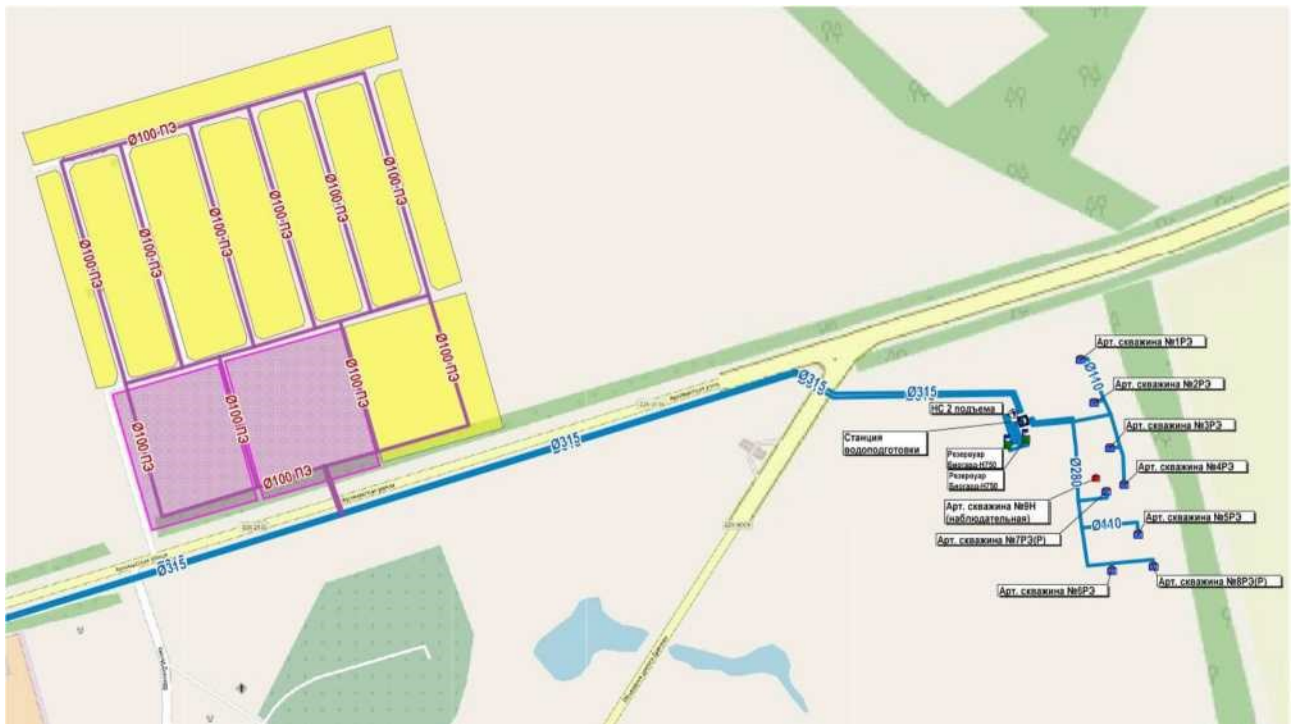 Ø100-ПЭ
Ø100-ПЭ
Ø100-ПЭ
Ø100-ПЭ
Ø100-ПЭ
Ø100-ПЭ
Ø100-ПЭ
Ø100-ПЭ
Ø100-ПЭ
Ø100-ПЭ
Ø100-ПЭ
Ø100 ПЭ
Ø315
Ø315
Ø315
Ø315
НС 2 подъема
Станция
водоподготовки
Резервуар
Резервуар
Арт. скважина №1РЭ
Ø110
Арт. скважина №2РЭ
Арт. скважина №3РЭ
Арт. скважина №4РЭ
Ø280
Арт. скважина №9Н
(наблюдательная)
Арт. скважина №7РЭ(Р)
Ø110
Арт. скважина №5РЭ
Арт. скважина №6РЭ
Арт. скважина №8РЭ(Р)